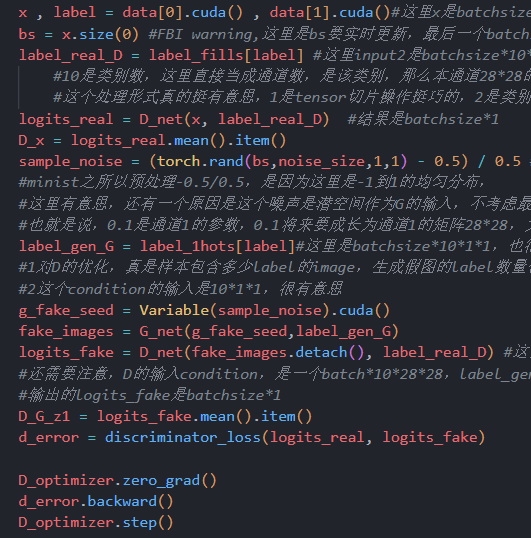 x , label = data[0].cuda() , data[1].cuda()#这里x是batchsize
bs = x.size(0) #FBI warning,这里是bs要实时更新，最后一个batch
label_real_D = label_fills[label] #这里input2是batchsize*10*
#10是类别数，这里直接当成通道数，是该类别，那么本通道28*28的
#这个处理形式真的挺有意思，1是tensor切片操作挺巧的，2是类别
logits_real = D_net(x, label_real_D)  #结果是batchsize*1
D_x = logits_real.mean().item()
sample_noise = (torch.rand(bs,noise_size,1,1) - 0.5) / 0.5
#minist之所以预处理-0.5/0.5，是因为这里是-1到1的均匀分布，
#这里有意思，还有一个原因是这个噪声是潜空间作为G的输入，不考虑最
#也就是说，0.1是通道1的参数，0.1将来要成长为通道1的矩阵28*28，
label_gen_G = label_1hots[label]#这里是batchsize*10*1*1，也
#1对D的优化，真是样本包含多少label的image，生成假图的label数量
#2这个condition的输入是10*1*1，很有意思
g_fake_seed = Variable(sample_noise).cuda()
fake_images = G_net(g_fake_seed,label_gen_G)
logits_fake = D_net(fake_images.detach(), label_real_D) #这
#还需要注意，D的输入condition，是一个batch*10*28*28，label_gen
#输出的logits_fake是batchsize*1
D_G_z1 = logits_fake.mean().item()
d_error = discriminator_loss(logits_real, logits_fake)
D_optimizer.zero_grad()
d_error.backward()
D_optimizer.step()